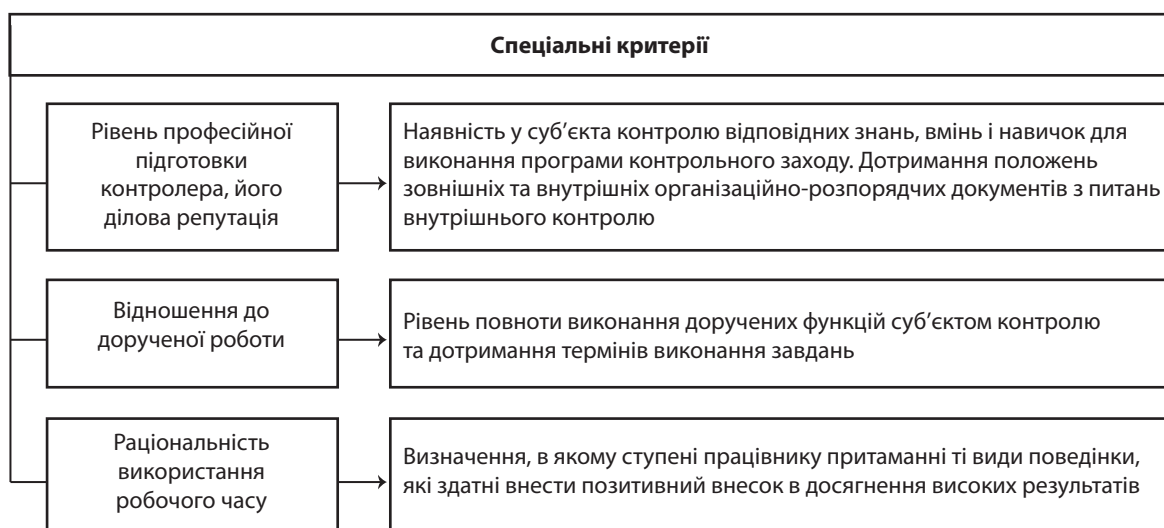 Спеціальні критерії
Рівень професійної
підготовки
контролера, його
ділова репутація
Наявність у суб’єкта контролю відповідних знань, вмінь і навичок для
виконання програми контрольного заходу. Дотримання положень
зовнішніх та внутрішніх організаційно-розпорядчих документів з питань
внутрішнього контролю
Відношення до
дорученої роботи
Рівень повноти виконання доручених функцій суб’єктом контролю
та дотримання термінів виконання завдань
Раціональність
використання
робочого часу
Визначення, в якому ступені працівнику притаманні ті види поведінки,
які здатні внести позитивний внесок в досягнення високих результатів